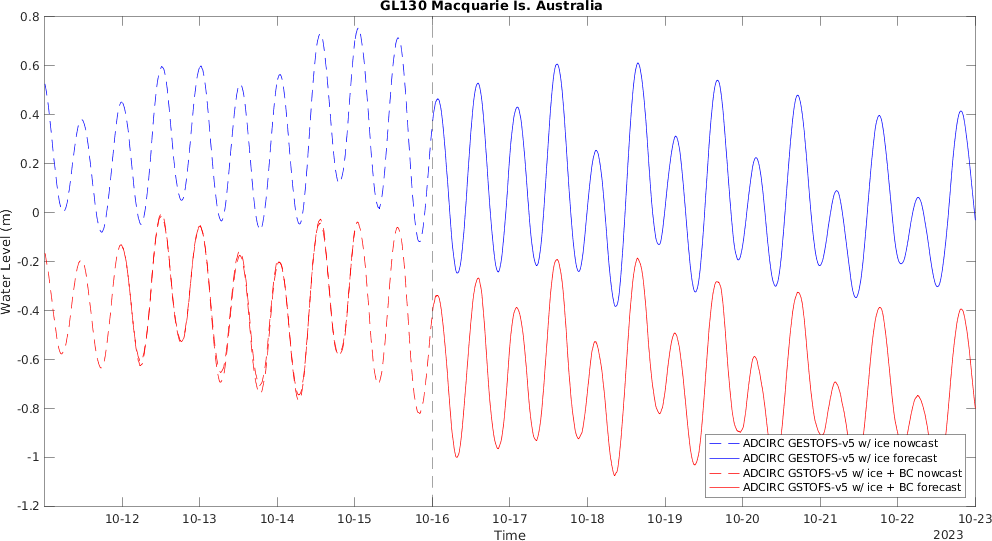 GL130 Macquarie Is. Australia
0.8
0.6
0.4
0.2
0
-0.2
-0.4
-0.6
-0.8
-1
-1.2
Water Level (m)
ADCIRC GESTOFS-v5 w/ ice nowcast
ADCIRC GESTOFS-v5 w/ ice forecast
ADCIRC GSTOFS-v5 w/ ice + BC nowcast
ADCIRC GSTOFS-v5 w/ ice + BC forecast
10-12 10-13 10-14 10-15 10-16 10-17 10-18 10-19 10-20 10-21 10-22 10-23
Time
2023